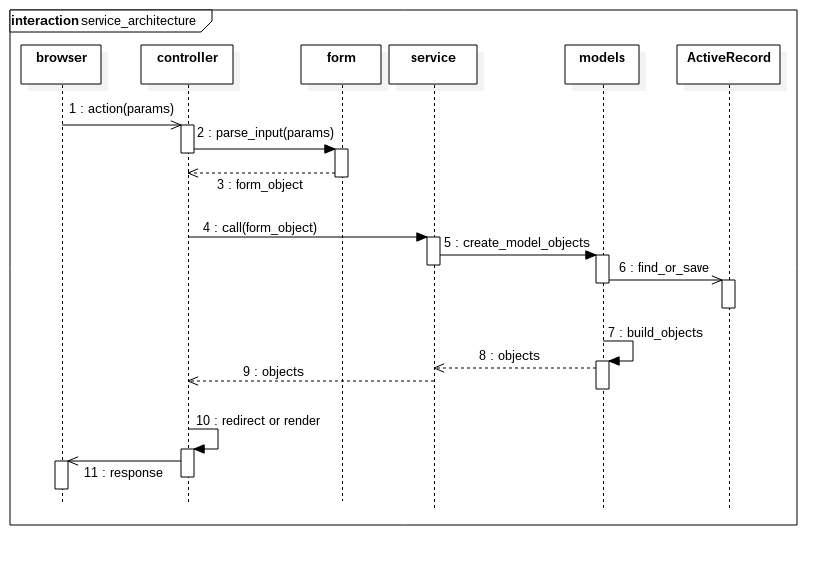 interaction service_architecture
browser controller form service models ActiveRecord
1 : action(params)
2 : parse_input(params)
3 : form_object
4 : call(form_object)
5 : create_model_objects
6 : find_or_save
7 : build_objects
8 : objects
9 : objects
10 : redirect or render
11 : response